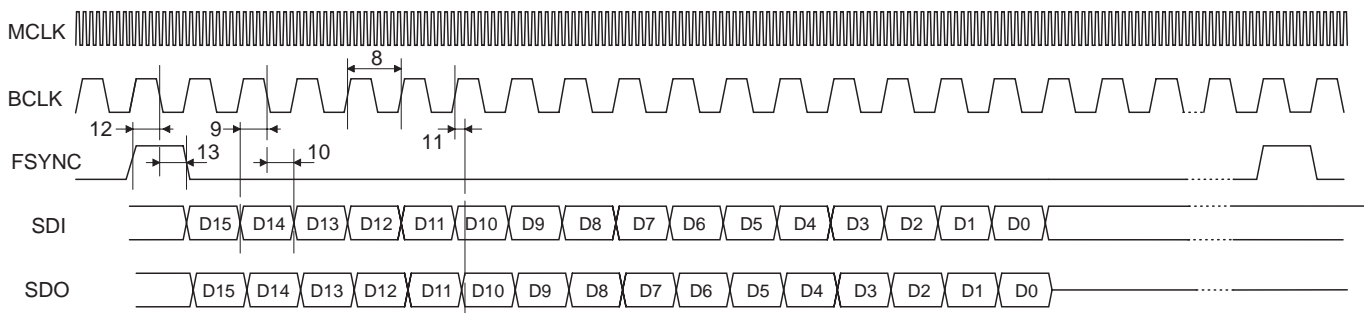 MCLK
8
BCLK
12
9
11
13
10
FSYNC
SDI D15 D14 D13 D12 D11 D10 D9 D8 D7 D6 D5 D4 D3 D2 D1 D0
SDO D15 D14 D13 D12 D11 D10 D9 D8 D7 D6 D5 D4 D3 D2 D1 D0